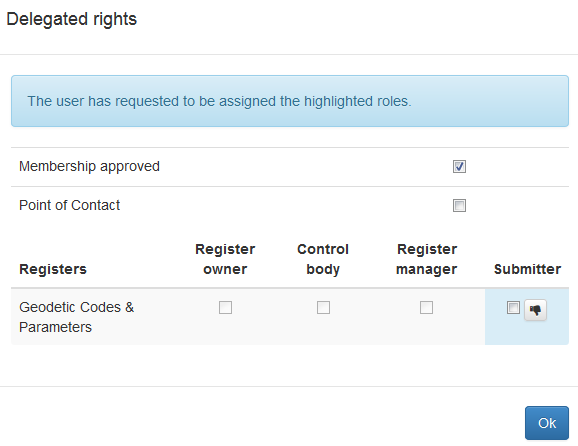 Delegated rights
The user has requested to be assigned the highlighted roles.
Membership approved
Point of Contact
Registers
Register
owner
Control
body
Register
manager
Submitter
Geodetic Codes &
Parameters
Ok